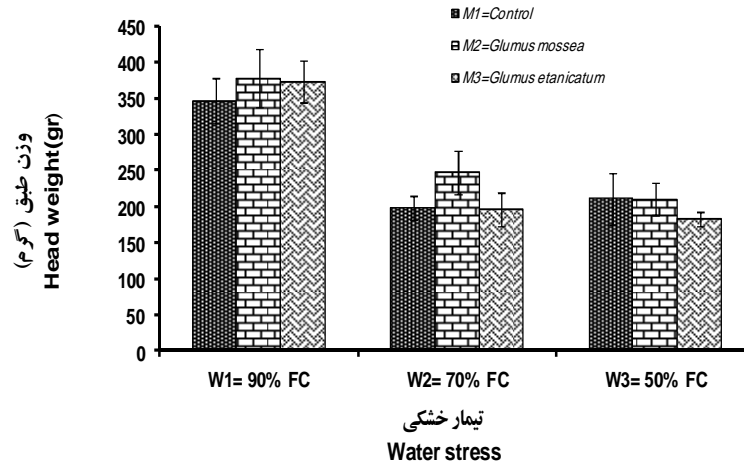 M1=Control
M2=Glumus mossea
M3=Glumus etanicatum
450
400
350
300
250
200
150
100
50
0
وزن طبق (گرم)
Head weight(gr)
W1= 90% FC
W2= 70% FC
W3= 50% FC
تیمار خشکی
Water stress